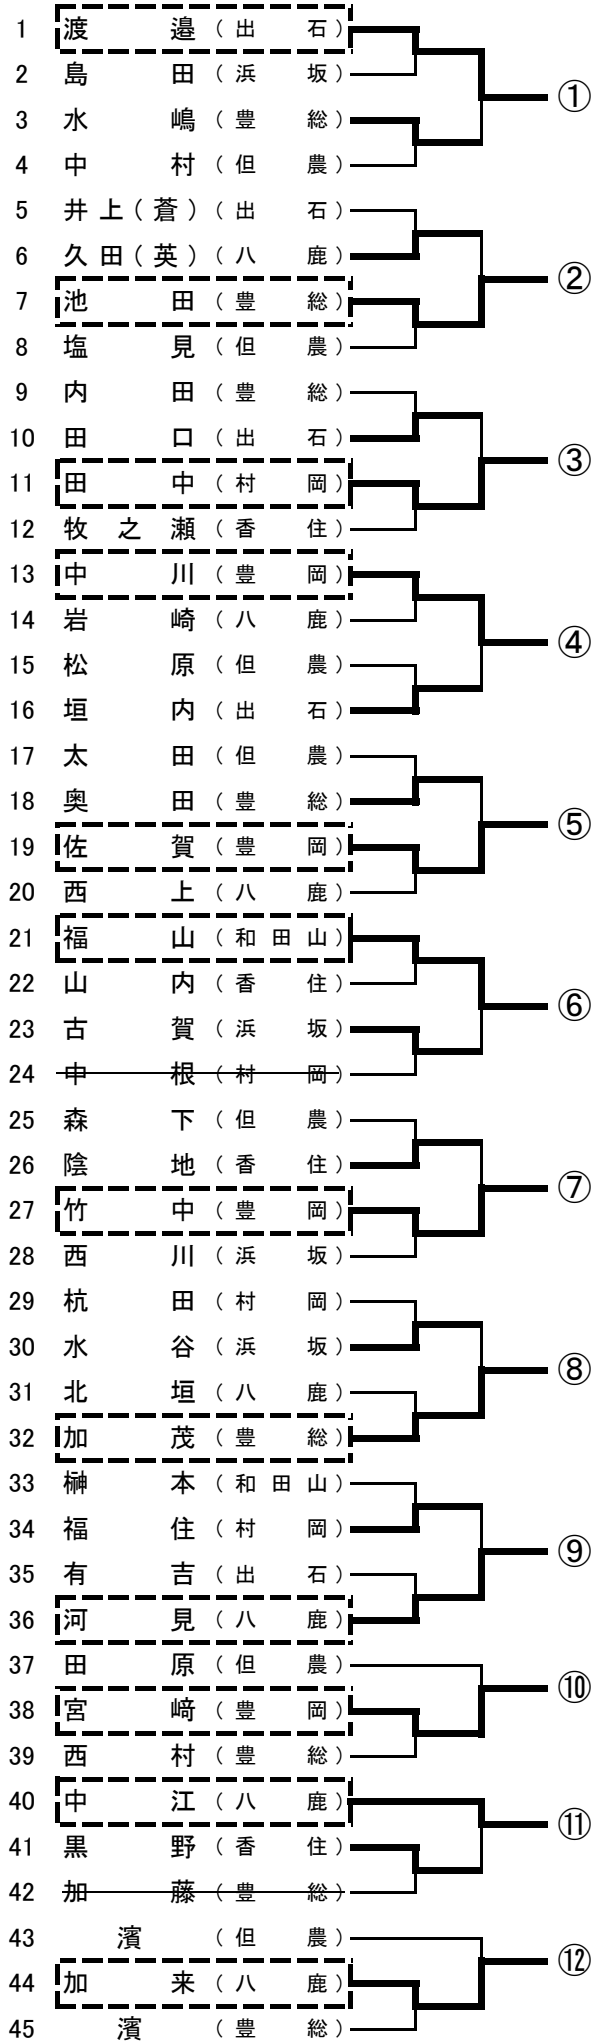 1 渡邉（出石）
2 島田（浜坂）
①
3 水嶋（豊総）
4 中村（但農）
5 井上（蒼）（出石）
6 久田（英）（八鹿）
②
7 池田（豊総）
8 塩見（但農）
9 内田（豊総）
10 田口（出石）
③
11 田中（村岡）
12 牧之瀬（香住）
13 中川（豊岡）
14 岩崎（八鹿）
④
15 松原（但農）
16 垣内（出石）
17 太田（但農）
18 奥田（豊総）
⑤
19 佐賀（豊岡）
20 西上（八鹿）
21 福山（和田山）
22 山内（香住）
⑥
23 古賀（浜坂）
24 中根（村岡）
25 森下（但農）
26 陰地（香住）
⑦
27 竹中（豊岡）
28 西川（浜坂）
29 杭田（村岡）
30 水谷（浜坂）
⑧
31 北垣（八鹿）
32 加茂（豊総）
33 榊本（和田山）
34 福住（村岡）
⑨
35 有吉（出石）
36 河見（八鹿）
37 田原（但農）
⑩
38 宮﨑（豊岡）
39 西村（豊総）
40 中江（八鹿）
⑪
41 黒野（香住）
42 加藤（豊総）
43 濱（但農）
⑫
44 加来（八鹿）
45 濱（豊総）